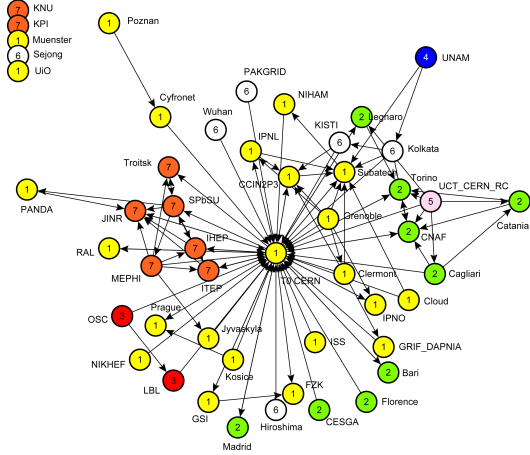 7 KNU
7 KPI
1 Muenster
6 Sejong
1 UiO
1 Poznan
4 UNAM
PAKGRID
6
1 NIHAM
1 Cyfronet
Wuhan
6
2 Legnaro
KISTI
6
1 IPNL
6 Kolkata
Troitsk
7
1 Subatech
CCIN2P3
1
Torino
2
UCT_CERN_RC
5
2 Catania
1 PANDA
7 JINR
7 SPbSU
1 Grenoble
2 CNAF
1 RAL
7 IHEP
1 T0 CERN
7 MEPHI
7 ITEP
1 Clermont
2 Cagliari
1 Cloud
1 IPNO
3 OSC
Prague
1
1 Jyvaskyla
1 ISS
1 GRIF_DAPNIA
1 NIKHEF
1 Kosice
2 Bari
3 LBL
1 FZK
1 GSI
6 Hiroshima
2 CESGA
2 Florence
2 Madrid